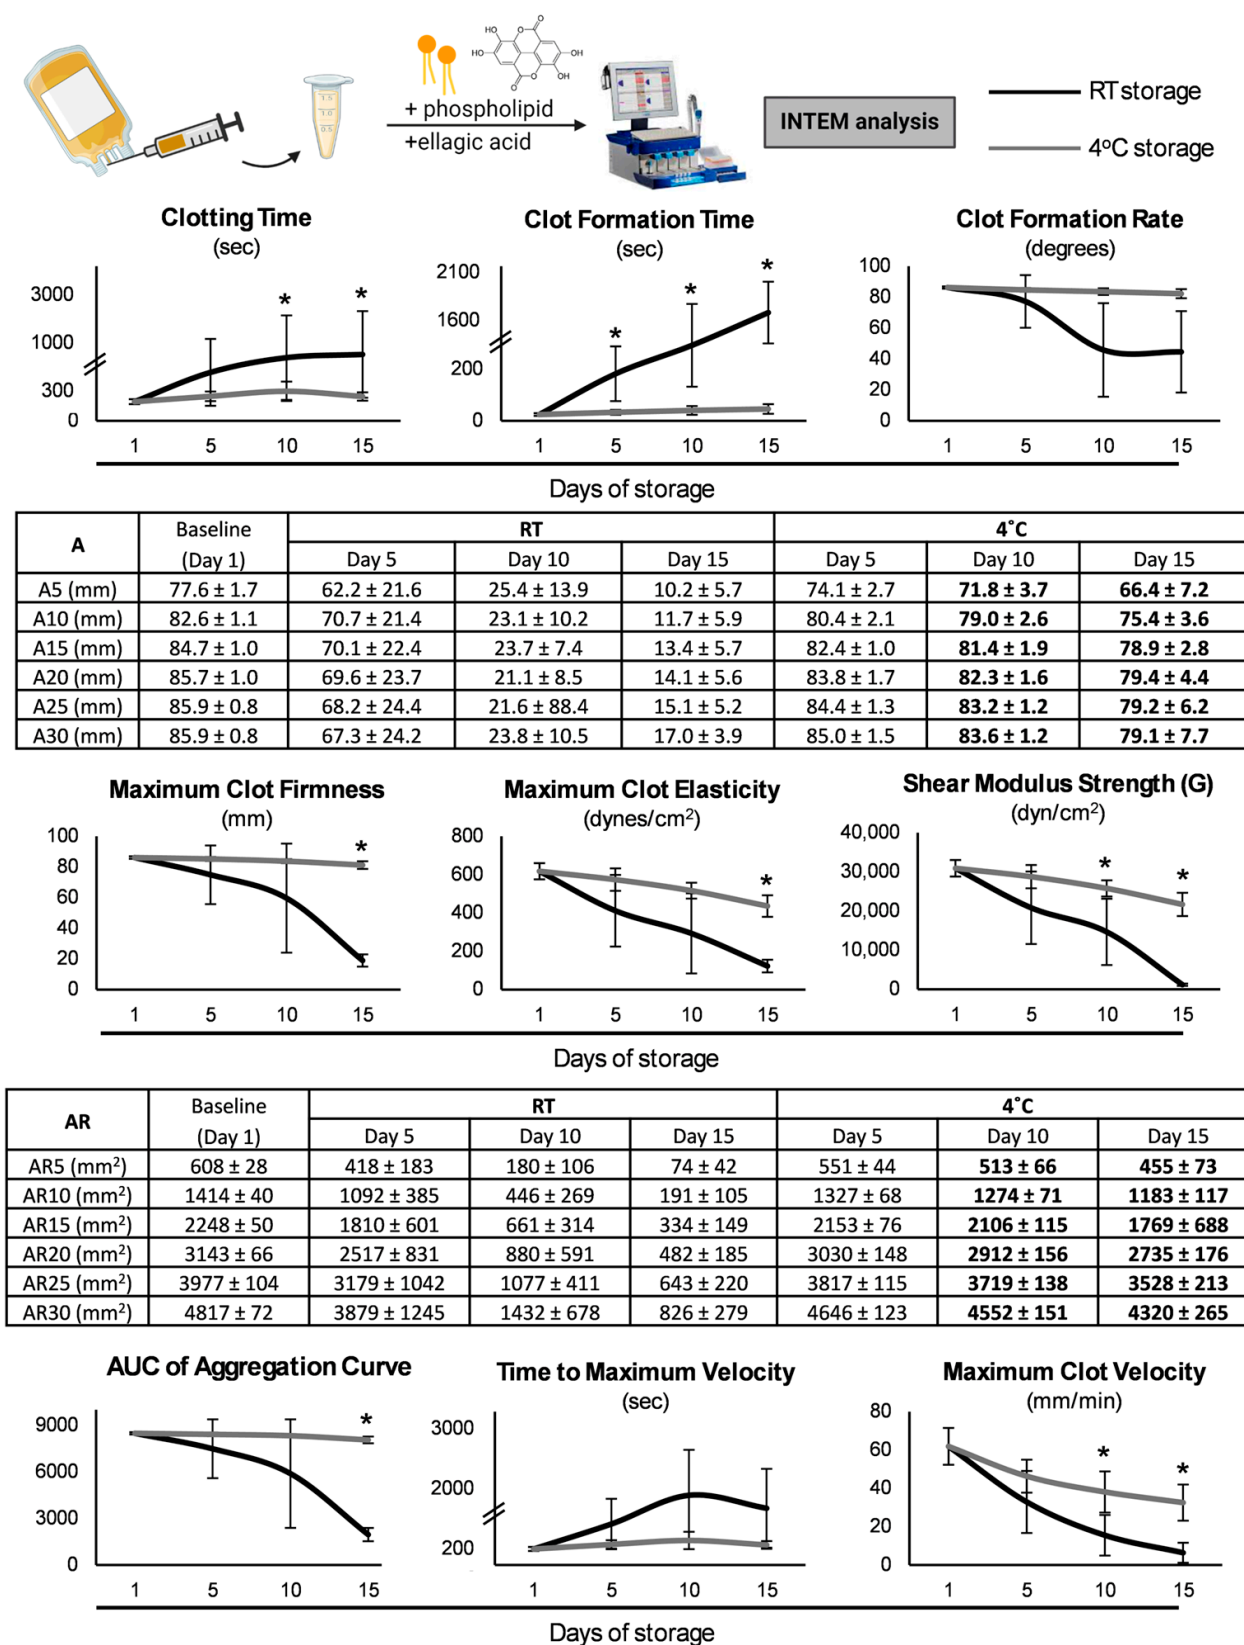 HO
HO
O
O
OH
HO
O
O
OH
1.5
1.0
0.5
+ phospholipid
+ellagic acid
INTEM analysis
RT storage
4ºC storage
Clotting Time
(sec)
3000
1000
300
0
* *
1 5 10 15
Clot Formation Time
(sec)
2100
1600
200
0
* * *
1 5 10 15
Clot Formation Rate
(degrees)
100
80
60
40
20
0
1 5 10 15
Days of storage
A Baseline (Day 1) RT 4˚C
Day 5 Day 10 Day 15 Day 5 Day 10 Day 15
A5 (mm) 77.6 ± 1.7 62.2 ± 21.6 25.4 ± 13.9 10.2 ± 5.7 74.1 ± 2.7 71.8 ± 3.7 66.4 ± 7.2
A10 (mm) 82.6 ± 1.1 70.7 ± 21.4 23.1 ± 10.2 11.7 ± 5.9 80.4 ± 2.1 79.0 ± 2.6 75.4 ± 3.6
A15 (mm) 84.7 ± 1.0 70.1 ± 22.4 23.7 ± 7.4 13.4 ± 5.7 82.4 ± 1.0 81.4 ± 1.9 78.9 ± 2.8
A20 (mm) 85.7 ± 1.0 69.6 ± 23.7 21.1 ± 8.5 14.1 ± 5.6 83.8 ± 1.7 82.3 ± 1.6 79.4 ± 4.4
A25 (mm) 85.9 ± 0.8 68.2 ± 24.4 21.6 ± 88.4 15.1 ± 5.2 84.4 ± 1.3 83.2 ± 1.2 79.2 ± 6.2
A30 (mm) 85.9 ± 0.8 67.3 ± 24.2 23.8 ± 10.5 17.0 ± 3.9 85.0 ± 1.5 83.6 ± 1.2 79.1 ± 7.7
Maximum Clot Firmness
(mm)
100
80
60
40
20
0
*
1 5 10 15
Maximum Clot Elasticity
(dynes/cm²)
800
600
400
200
0
*
1 5 10 15
Shear Modulus Strength (G)
(dyn/cm²)
40,000
30,000
20,000
10,000
0
* *
1 5 10 15
Days of storage
AR Baseline (Day 1) RT 4˚C
Day 5 Day 10 Day 15 Day 5 Day 10 Day 15
AR5 (mm²) 608 ± 28 418 ± 183 180 ± 106 74 ± 42 551 ± 44 513 ± 66 455 ± 73
AR10 (mm²) 1414 ± 40 1092 ± 385 446 ± 269 191 ± 105 1327 ± 68 1274 ± 71 1183 ± 117
AR15 (mm²) 2248 ± 50 1810 ± 601 661 ± 314 334 ± 149 2153 ± 76 2106 ± 115 1769 ± 688
AR20 (mm²) 3143 ± 66 2517 ± 831 880 ± 591 482 ± 185 3030 ± 148 2912 ± 156 2735 ± 176
AR25 (mm²) 3977 ± 104 3179 ± 1042 1077 ± 411 643 ± 220 3817 ± 115 3719 ± 138 3528 ± 213
AR30 (mm²) 4817 ± 72 3879 ± 1245 1432 ± 678 826 ± 279 4646 ± 123 4552 ± 151 4320 ± 265
AUC of Aggregation Curve
9000
6000
3000
0
*
1 5 10 15
Time to Maximum Velocity
(sec)
3000
2000
200
1 5 10 15
Maximum Clot Velocity
(mm/min)
80
60
40
20
0
* *
1 5 10 15
Days of storage